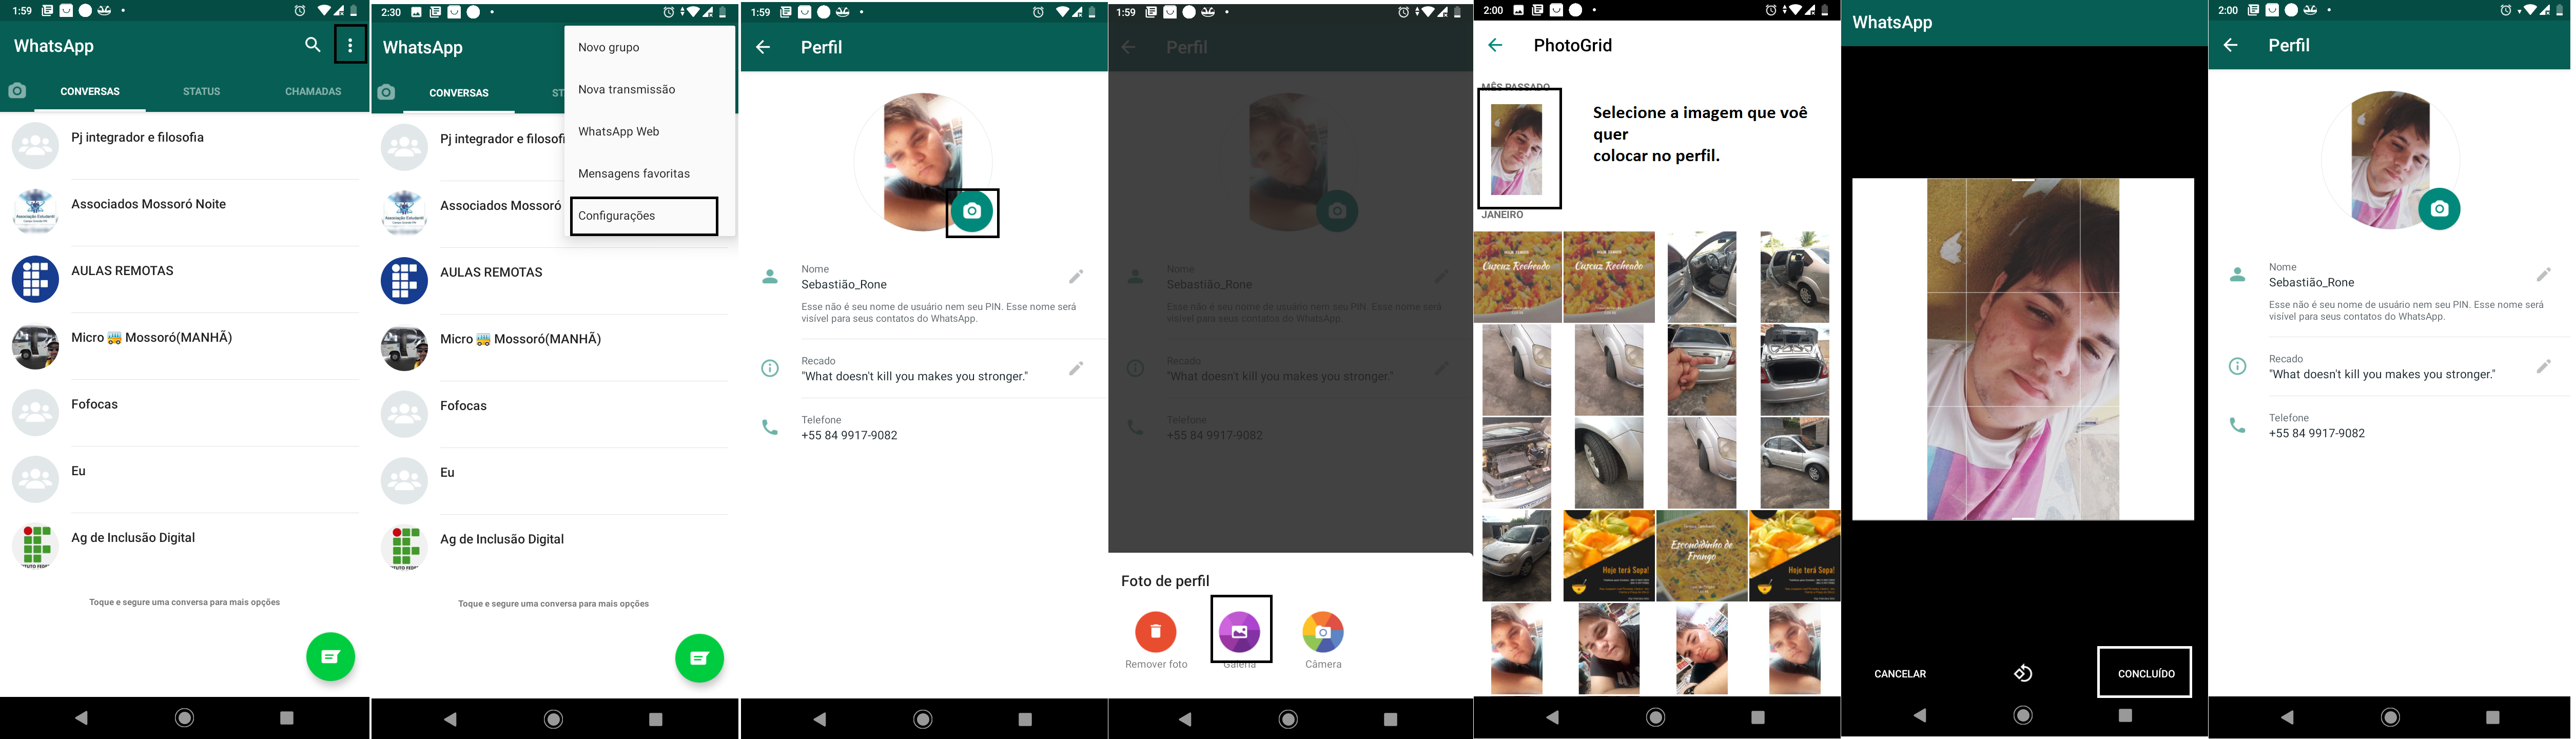 1:59
WhatsApp
CONVERSAS
STATUS
CHAMADAS
Pj integrador e filosofia
Associados Mossoró Noite
AULAS REMOTAS
Micro 🚐 Mossoró(MANHÃ)
Fofocas
Eu
Ag de Inclusão Digital
Toque e segure uma conversa para mais opções
2:30
WhatsApp
CONVERSAS
ST
Novo grupo
Nova transmissão
WhatsApp Web
Mensagens favoritas
Configurações
Pj integrador e filosofi
Associados Mossoró
AULAS REMOTAS
Micro 🚐 Mossoró(MANHÃ)
Fofocas
Eu
Ag de Inclusão Digital
Toque e segure uma conversa para mais opções
1:59
Perfil
Nome
Sebastião_Rone
Esse não é seu nome de usuário nem seu PIN. Esse nome será
visível para seus contatos do WhatsApp.
Recado
"What doesn't kill you makes you stronger."
Telefone
+55 84 9917-9082
1:59
Perfil
Nome
Sebastião_Rone
Esse não é seu nome de usuário nem seu PIN. Esse nome será
visível para seus contatos do WhatsApp.
Recado
"What doesn't kill you makes you stronger."
Telefone
+55 84 9917-9082
Foto de perfil
Remover foto
Galeria
Câmera
2:00
PhotoGrid
MÊS PASSADO
Selecione a imagem que voê
quer
colocar no perfil.
JANEIRO
Cuscuz Recheado
Cuscuz Recheado
Hoje terá Sopa!
Escondidinho de
Frango
Hoje terá Sopa!
WhatsApp
CANCELAR
CONCLUÍDO
2:00
Perfil
Nome
Sebastião_Rone
Esse não é seu nome de usuário nem seu PIN. Esse nome será
visível para seus contatos do WhatsApp.
Recado
"What doesn't kill you makes you stronger."
Telefone
+55 84 9917-9082